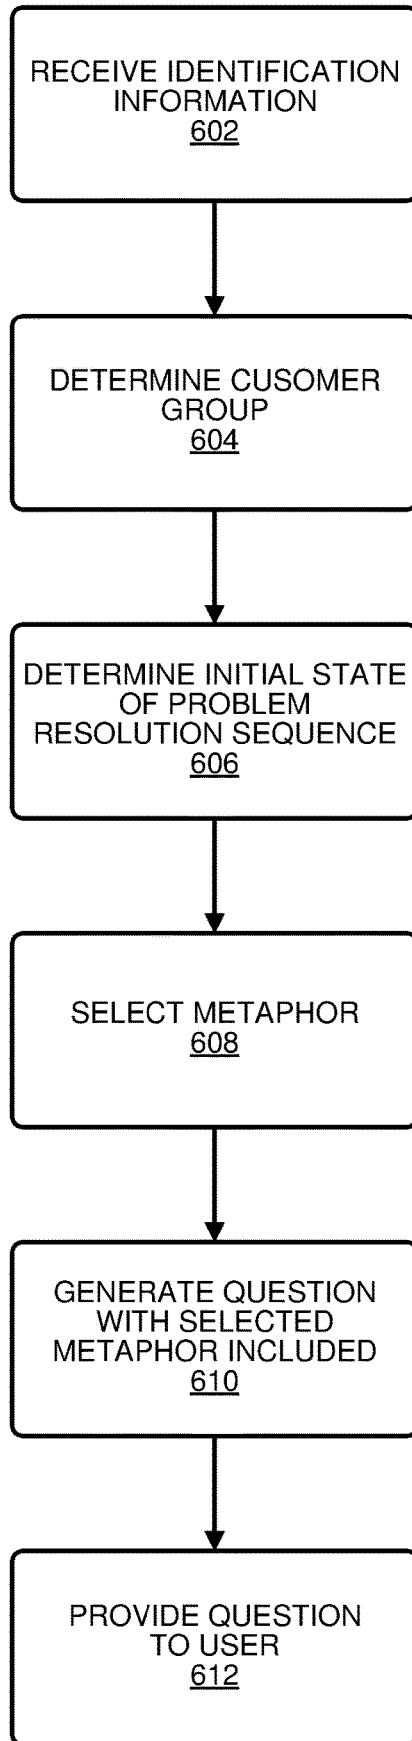 RECEIVE IDENTIFICATION
INFORMATION
602
DETERMINE CUSOMER
GROUP
604
DETERMINE INITIAL STATE
OF PROBLEM
RESOLUTION SEQUENCE
606
SELECT METAPHOR
608
GENERATE QUESTION
WITH SELECTED
METAPHOR INCLUDED
610
PROVIDE QUESTION
TO USER
612